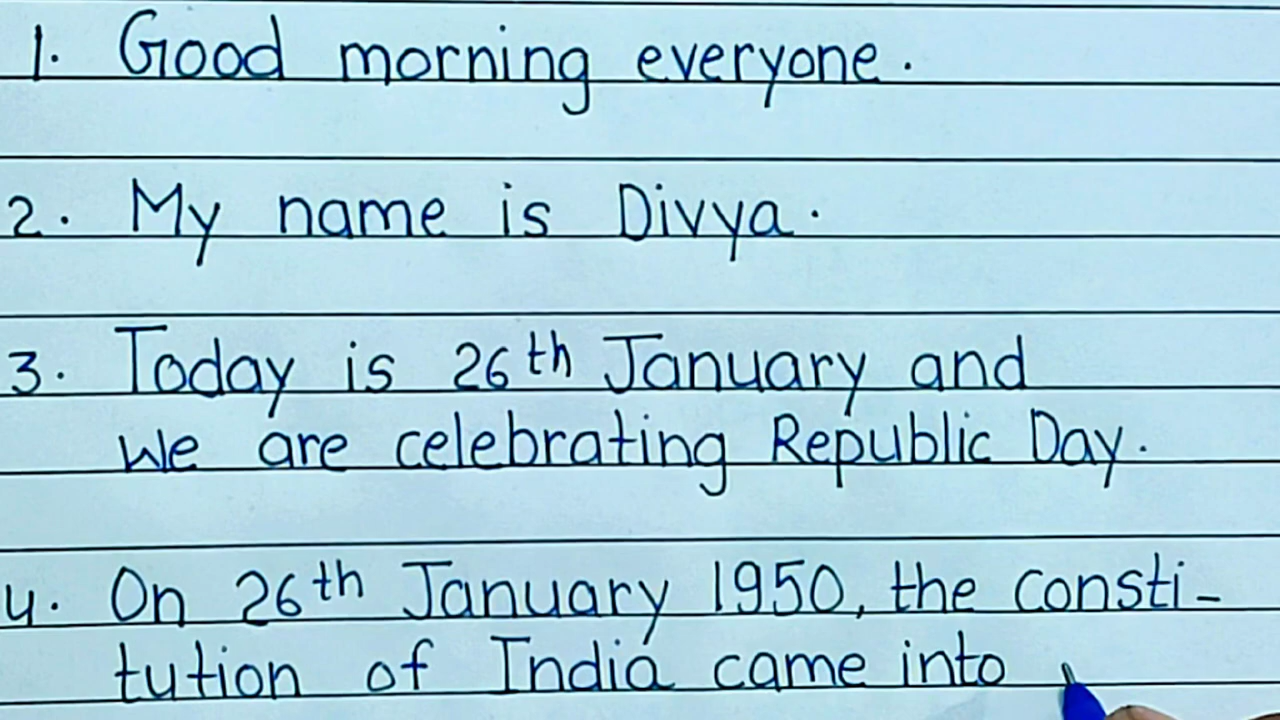 1. Good morning everyone.
2. My name is Divya.
3. Today is 26th January and
we are celebrating Republic Day.
4. On 26th January 1950, the consti-
tution of India came into